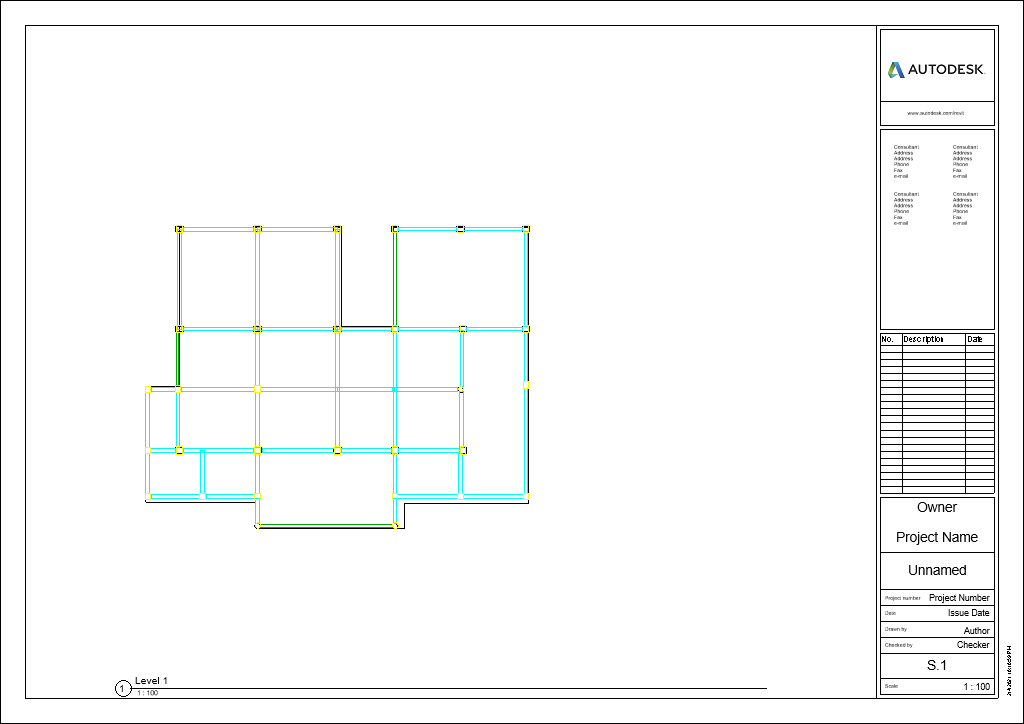 AUTODESK.
www.autodesk.com/revit
Consultant
Address
Address
Phone
Fax
e-mail
Consultant
Address
Address
Phone
Fax
e-mail
Consultant
Address
Address
Phone
Fax
e-mail
Consultant
Address
Address
Phone
Fax
e-mail
No. Description Date
Owner
Project Name
Unnamed
Project number Project Number
Date Issue Date
Drawn by Author
Checked by Checker
S.1
Scale 1 : 100
1 Level 1
1 : 100